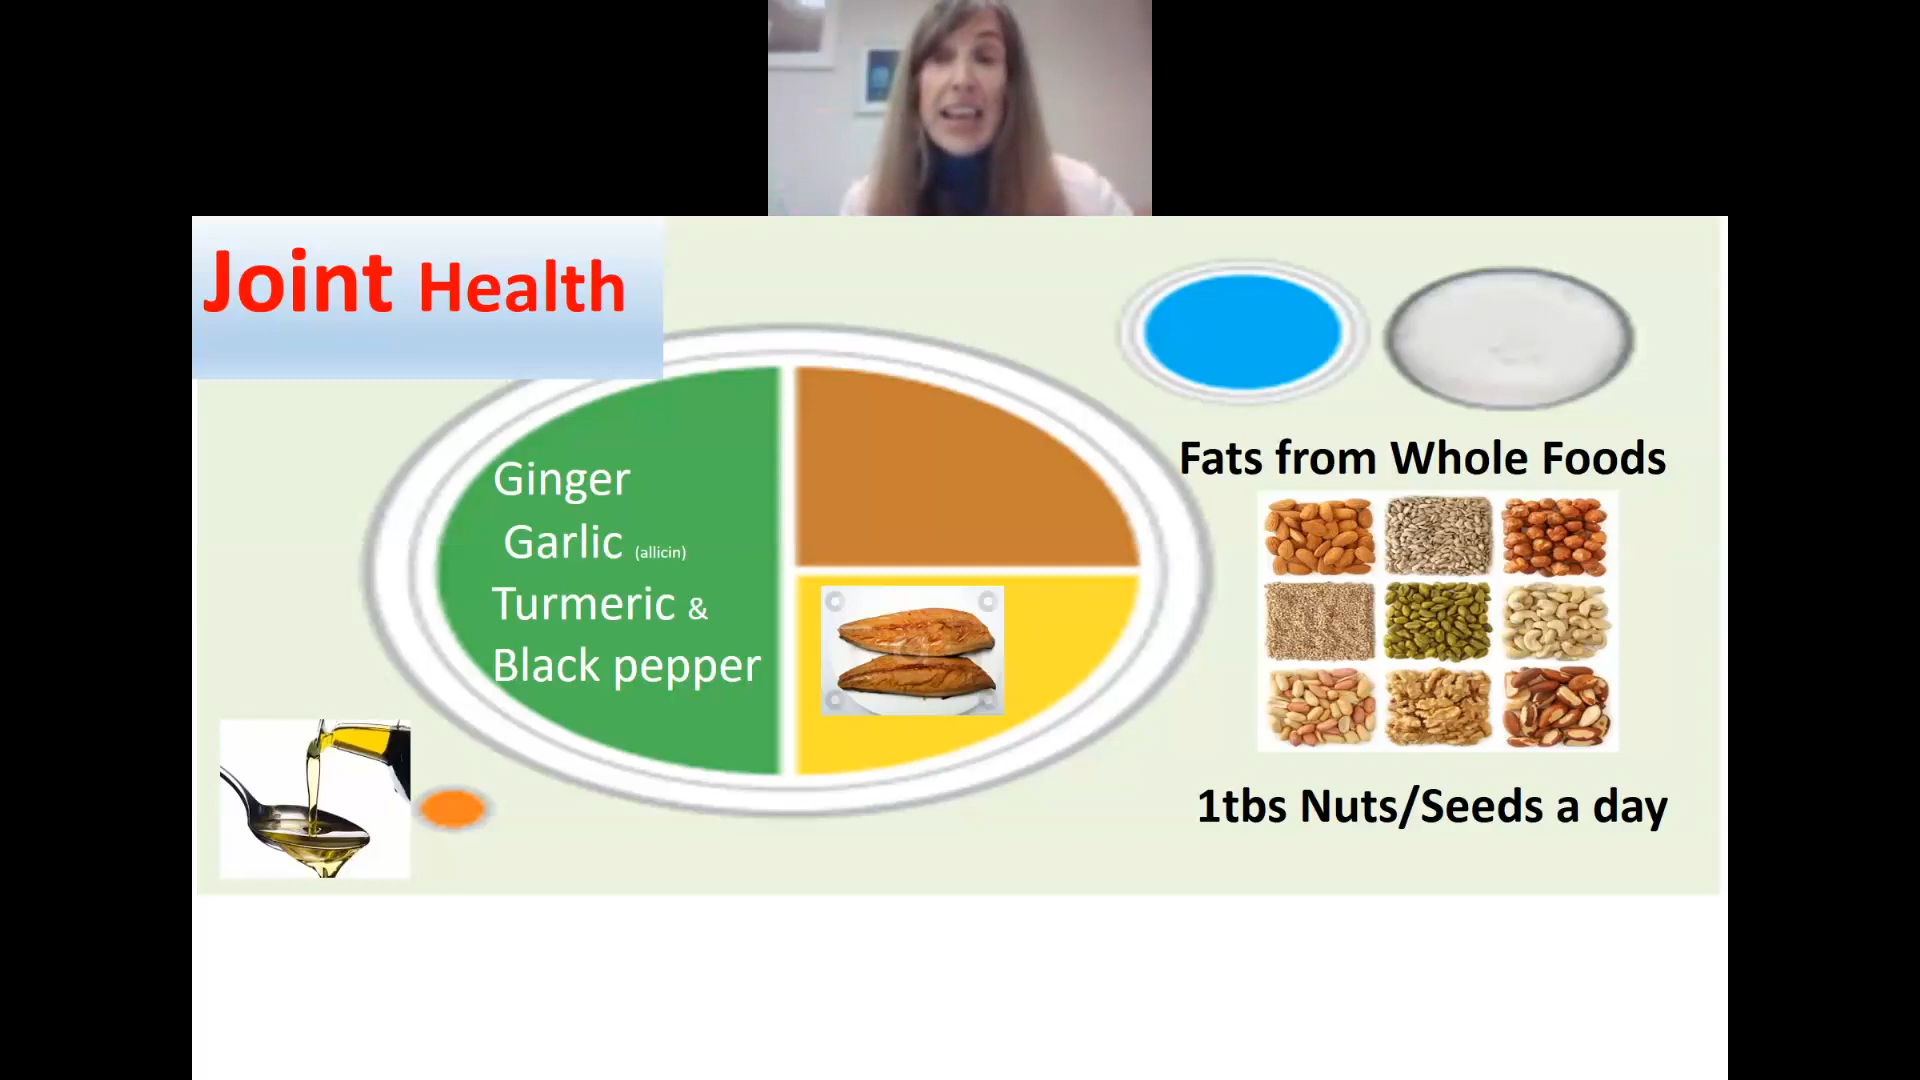 Joint Health
Ginger
Garlic (allicin)
Turmeric &
Black pepper
Fats from Whole Foods
1tbs Nuts/Seeds a day